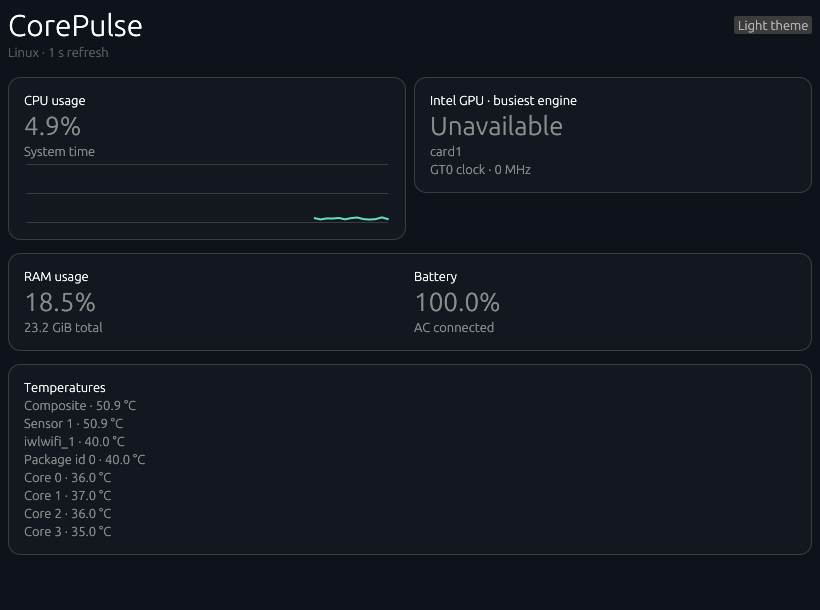 CorePulse
Light theme
Linux · 1 s refresh
CPU usage
4.9%
System time
Intel GPU · busiest engine
Unavailable
card1
GT0 clock · 0 MHz
RAM usage
18.5%
23.2 GiB total
Battery
100.0%
AC connected
Temperatures
Composite · 50.9 °C
Sensor 1 · 50.9 °C
iwlwifi_1 · 40.0 °C
Package id 0 · 40.0 °C
Core 0 · 36.0 °C
Core 1 · 37.0 °C
Core 2 · 36.0 °C
Core 3 · 35.0 °C